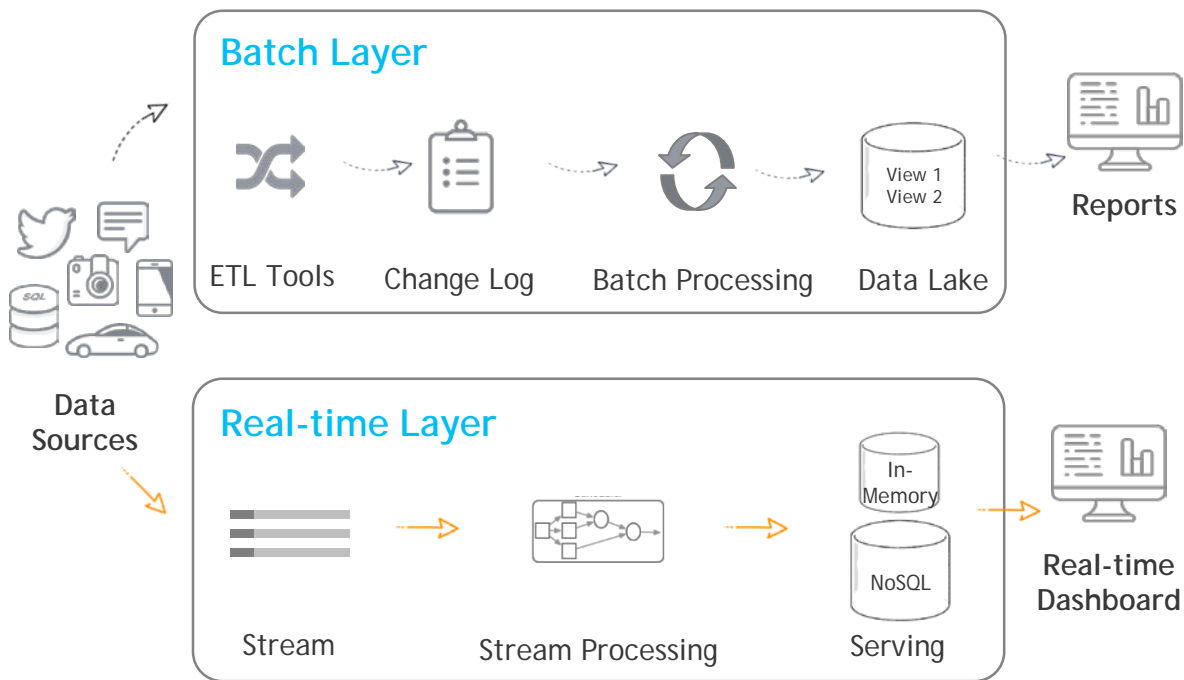 Batch Layer
View 1
View 2
ETL Tools
Change Log
Batch Processing
Data Lake
Reports
SQL
Data
Sources
Real-time Layer
In-
Memory
NoSQL
Stream
Stream Processing
Serving
Real-time
Dashboard